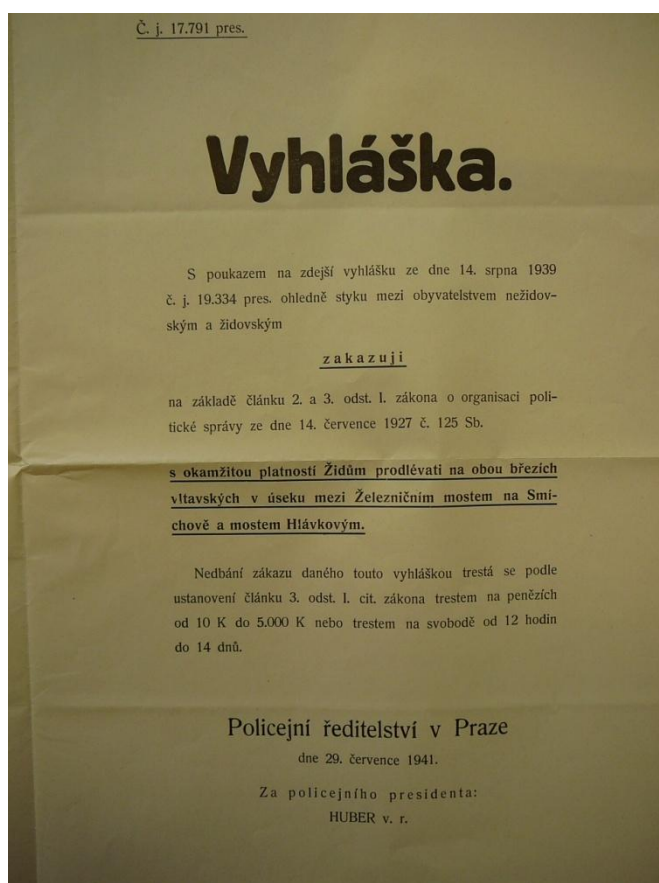 Č. j. 17.791 pres.
Vyhláška.
S poukazem na zdejší vyhlášku ze dne 14. srpna 1939
č. j. 19.334 pres. ohledně styku mezi obyvatelstvem nežidov-
ským a židovským
zakazuji
na základě článku 2. a 3. odst. l. zákona o organisaci poli-
tické správy ze dne 14. července 1927 č. 125 Sb.
s okamžitou platností Židům prodlévati na obou březích
vltavských v úseku mezi Železničním mostem na Smí-
chově a mostem Hlávkovým.
Nedbání zákazu daného touto vyhláškou trestá se podle
ustanovení článku 3. odst. l. cit. zákona trestem na penězích
od 10 K do 5.000 K nebo trestem na svobodě od 12 hodin
do 14 dnů.
Policejní ředitelství v Praze
dne 29. července 1941.
Za policejního presidenta:
HUBER v. r.